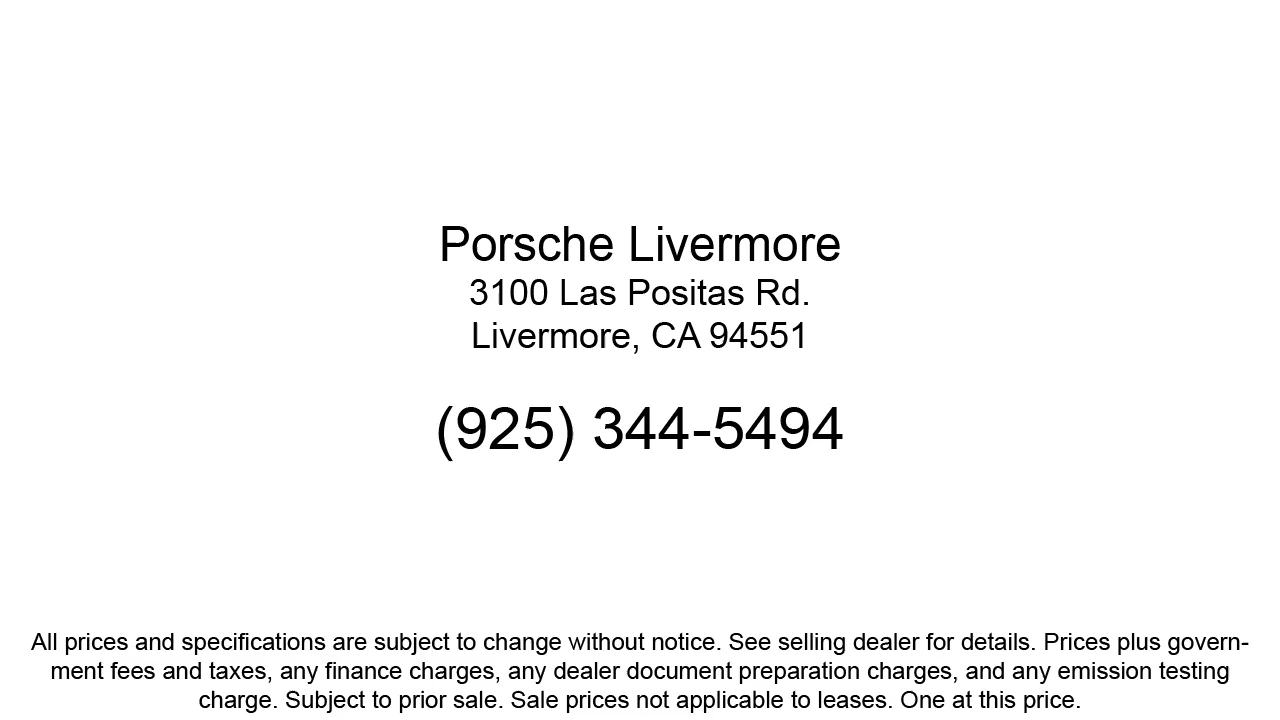 Porsche Livermore
3100 Las Positas Rd.
Livermore, CA 94551
(925) 344-5494
All prices and specifications are subject to change without notice. See selling dealer for details. Prices plus govern-
ment fees and taxes, any finance charges, any dealer document preparation charges, and any emission testing
charge. Subject to prior sale. Sale prices not applicable to leases. One at this price.